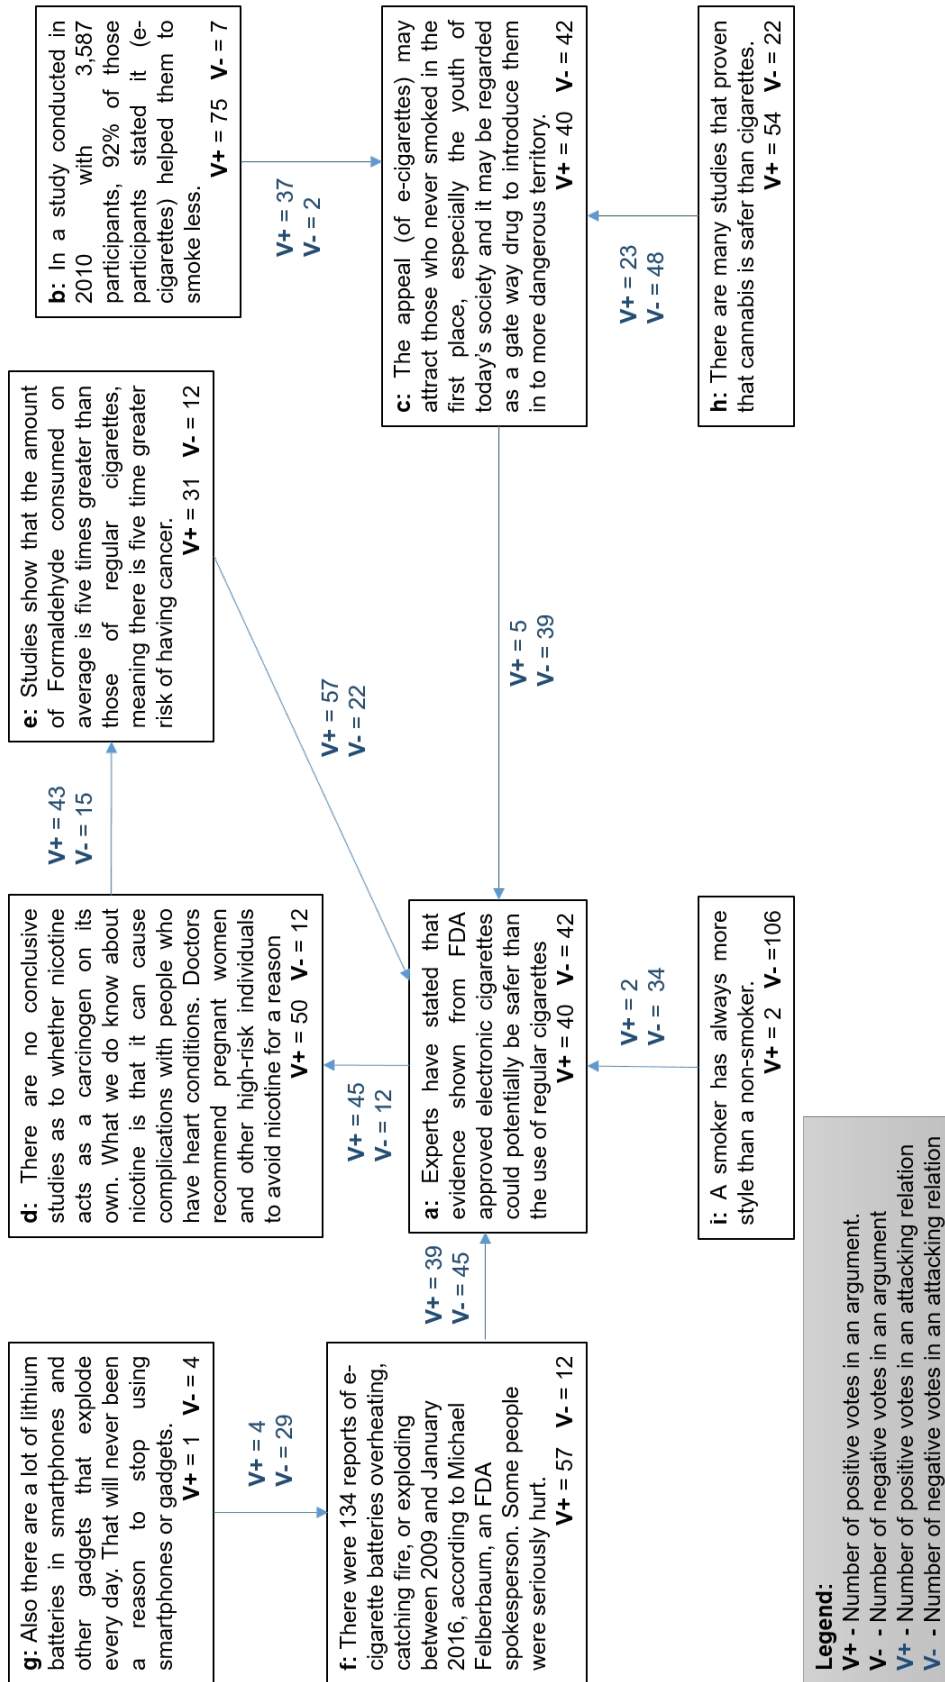 g: Also there are a lot of lithium
batteries in smartphones and
other gadgets that explode
every day. That will never been
a reason to stop using
smartphones or gadgets.
V+ = 1 V- = 4
V+ = 4
V- = 29
f: There were 134 reports of e-
cigarette batteries overheating,
catching fire, or exploding
between 2009 and January
2016, according to Michael
Felberbaum, an FDA
spokesperson. Some people
were seriously hurt.
V+ = 57 V- = 12
V+ = 39
V- = 45
d: There are no conclusive
studies as to whether nicotine
acts as a carcinogen on its
own. What we do know about
nicotine is that it can cause
complications with people who
have heart conditions. Doctors
recommend pregnant women
and other high-risk individuals
to avoid nicotine for a reason
V+ = 50 V- = 12
V+ = 45
V- = 12
a: Experts have stated that
evidence shown from FDA
approved electronic cigarettes
could potentially be safer than
the use of regular cigarettes
V+ = 40 V- = 42
V+ = 2
V- = 34
i: A smoker has always more
style than a non-smoker.
V+ = 2 V- =106
V+ = 43
V- = 15
e: Studies show that the amount
of Formaldehyde consumed on
average is five times greater than
those of regular cigarettes,
meaning there is five time greater
risk of having cancer.
V+ = 31 V- = 12
V+ = 57
V- = 22
V+ = 5
V- = 39
b: In a study conducted in
2010 with 3,587
participants, 92% of those
participants stated it (e-
cigarettes) helped them to
smoke less.
V+ = 75 V- = 7
V+ = 37
V- = 2
c: The appeal (of e-cigarettes) may
attract those who never smoked in the
first place, especially the youth of
today's society and it may be regarded
as a gate way drug to introduce them
in to more dangerous territory.
V+ = 40 V- = 42
V+ = 23
V- = 48
h: There are many studies that proven
that cannabis is safer than cigarettes.
V+ = 54 V- = 22
Legend:
V+ - Number of positive votes in an argument.
V- - Number of negative votes in an argument
V+ - Number of positive votes in an attacking relation
V- - Number of negative votes in an attacking relation